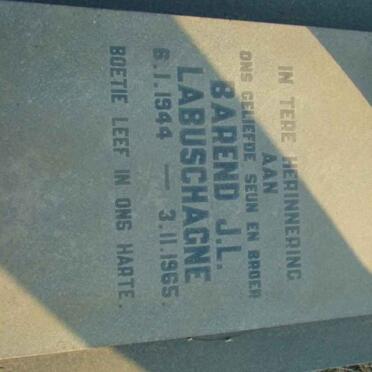 IN TERE HERINNERING
AAN
ONS GELIEFDE SEUN EN BROER
BAREND J.L.
LABUSCHAGNE
6.1.1944 — 3.11.1965.
BOETIE LEEF IN ONS HARTE.